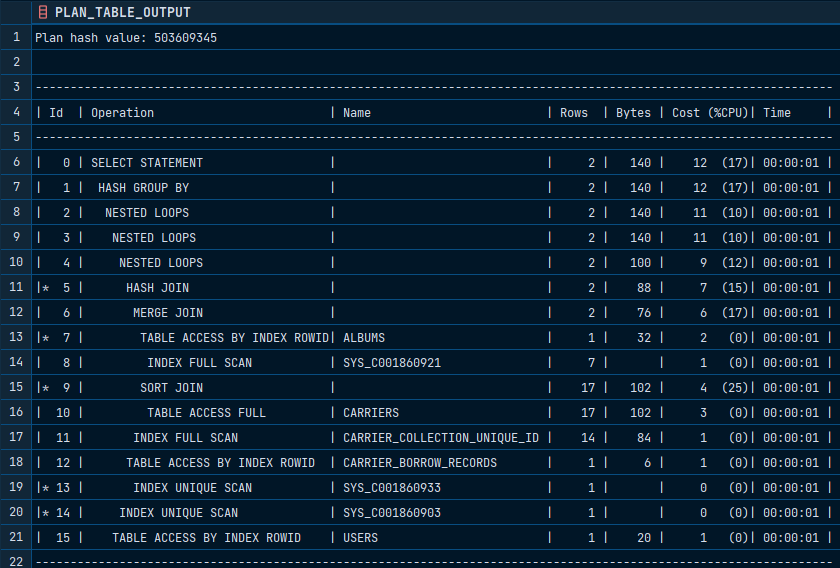 PLAN_TABLE_OUTPUT
1 Plan hash value: 503609345
2
3 ------------------------------------------------------------------------------------------------------------------
4 | Id  | Operation                         | Name                         | Rows  | Bytes | Cost (%CPU)| Time     |
5 ------------------------------------------------------------------------------------------------------------------
6 |   0 | SELECT STATEMENT                  |                              |     2 |   140 |    12  (17)| 00:00:01 |
7 |   1 |  HASH GROUP BY                    |                              |     2 |   140 |    12  (17)| 00:00:01 |
8 |   2 |   NESTED LOOPS                    |                              |     2 |   140 |    11  (10)| 00:00:01 |
9 |   3 |    NESTED LOOPS                   |                              |     2 |   140 |    11  (10)| 00:00:01 |
10 |   4 |     NESTED LOOPS                  |                              |     2 |   100 |     9  (12)| 00:00:01 |
11 |*  5 |      HASH JOIN                    |                              |     2 |    88 |     7  (15)| 00:00:01 |
12 |   6 |       MERGE JOIN                  |                              |     2 |    76 |     6  (17)| 00:00:01 |
13 |*  7 |        TABLE ACCESS BY INDEX ROWID| ALBUMS                       |     1 |    32 |     2   (0)| 00:00:01 |
14 |   8 |         INDEX FULL SCAN           | SYS_C001860921               |     7 |       |     1   (0)| 00:00:01 |
15 |*  9 |        SORT JOIN                  |                              |    17 |   102 |     4  (25)| 00:00:01 |
16 |  10 |         TABLE ACCESS FULL         | CARRIERS                     |    17 |   102 |     3   (0)| 00:00:01 |
17 |  11 |       INDEX FULL SCAN             | CARRIER_COLLECTION_UNIQUE_ID |    14 |    84 |     1   (0)| 00:00:01 |
18 |  12 |      TABLE ACCESS BY INDEX ROWID  | CARRIER_BORROW_RECORDS       |     1 |     6 |     1   (0)| 00:00:01 |
19 |* 13 |       INDEX UNIQUE SCAN           | SYS_C001860933               |     1 |       |     0   (0)| 00:00:01 |
20 |* 14 |     INDEX UNIQUE SCAN             | SYS_C001860903               |     1 |       |     0   (0)| 00:00:01 |
21 |  15 |    TABLE ACCESS BY INDEX ROWID    | USERS                        |     1 |    20 |     1   (0)| 00:00:01 |
22 ------------------------------------------------------------------------------------------------------------------